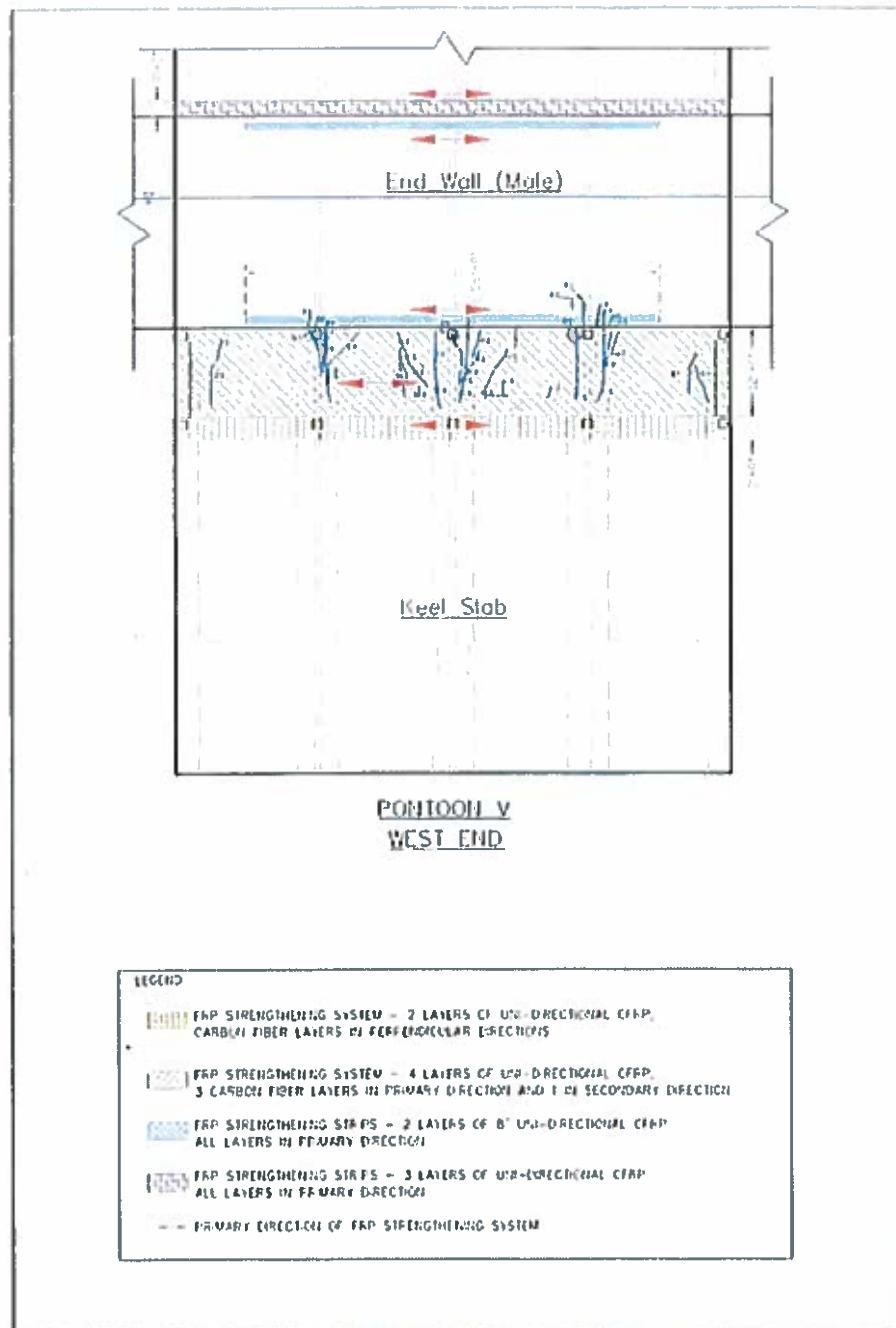 End Wall (Male)
Keel Slab
PONTOON V
WEST END
LEGEND
FRP STRENGTHENING SYSTEM - 2 LAYERS OF UNI-DIRECTIONAL CFRP,
CARBON FIBER LAYERS IN PERPENDICULAR DIRECTIONS
FRP STRENGTHENING SYSTEM - 4 LAYERS OF UNI-DIRECTIONAL CFRP,
3 CARBON FIBER LAYERS IN PRIMARY DIRECTION AND 1 IN SECONDARY DIRECTION
FRP STRENGTHENING STRIPS - 2 LAYERS OF 8" UNI-DIRECTIONAL CFRP
ALL LAYERS IN PRIMARY DIRECTION
FRP STRENGTHENING STRIPS - 3 LAYERS OF UNI-DIRECTIONAL CFRP
ALL LAYERS IN PRIMARY DIRECTION
PRIMARY DIRECTION OF FRP STRENGTHENING SYSTEM